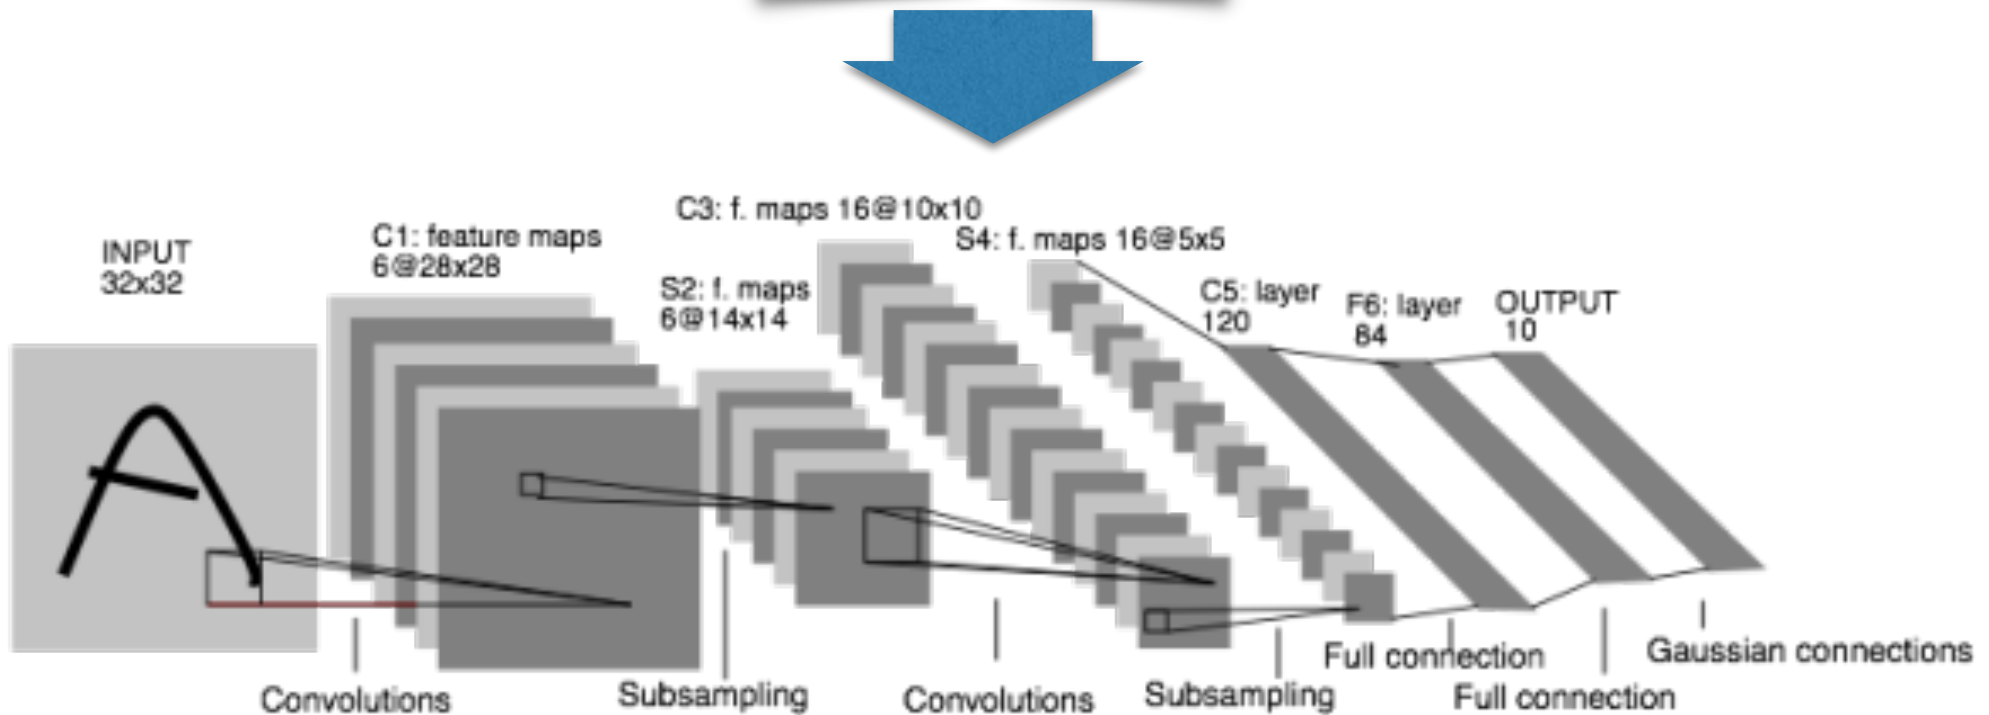 INPUT
32x32
C1: feature maps
6@28x28
S2: f. maps
6@14x14
C3: f. maps 16@10x10
S4: f. maps 16@5x5
C5: layer
120
F6: layer
84
OUTPUT
10
Convolutions
Subsampling
Convolutions
Subsampling
Full connection
Full connection
Gaussian connections